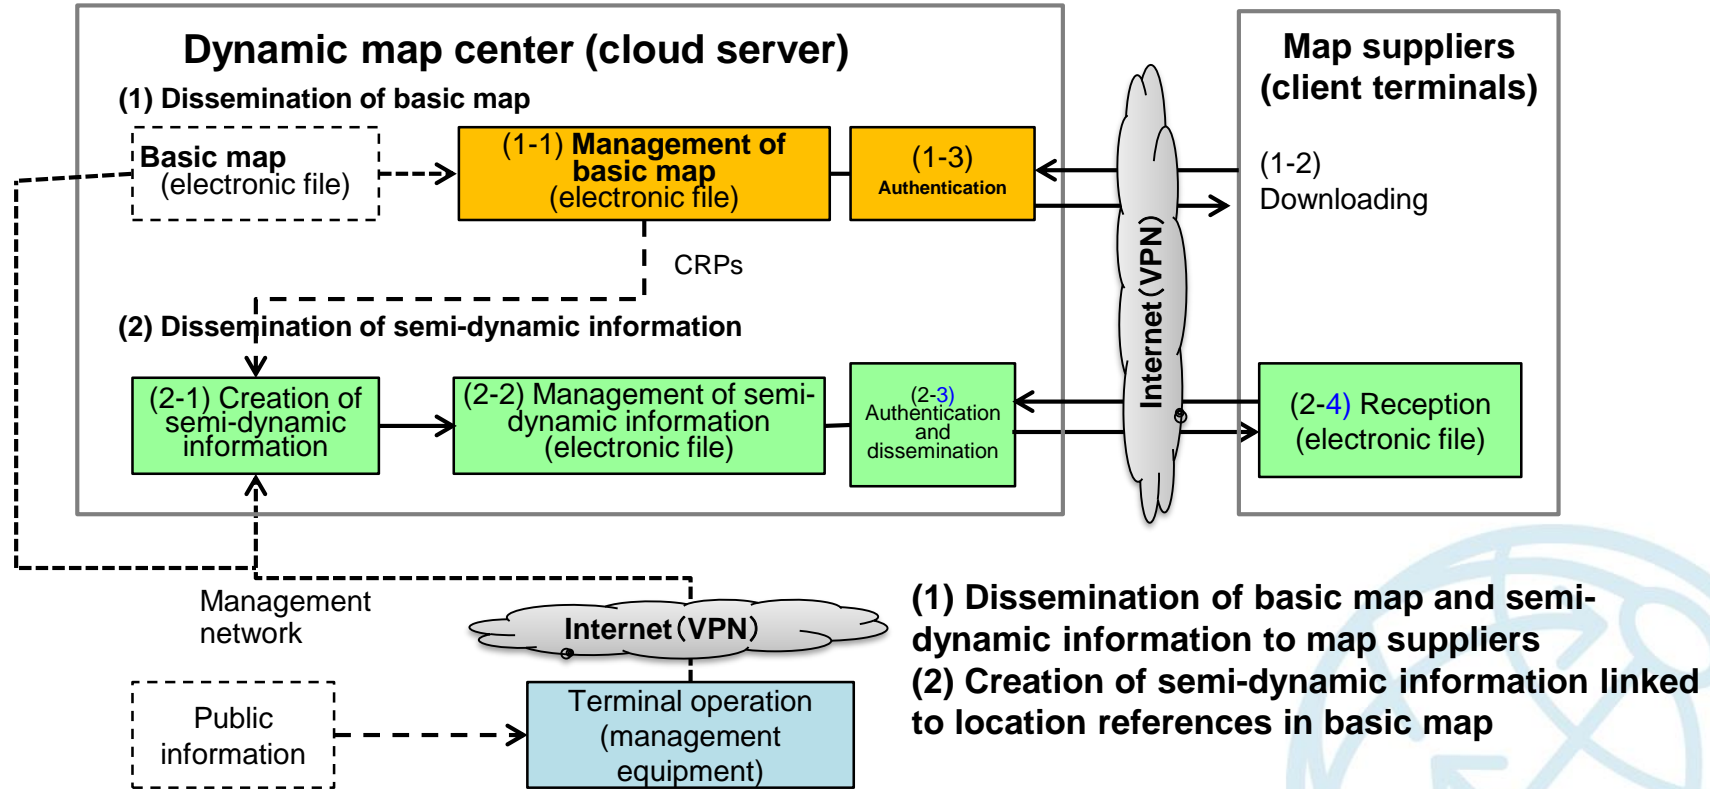 Dynamic map center (cloud server)
(1) Dissemination of basic map
Basic map
(electronic file)
(1-1) Management of
basic map
(electronic file)
(1-3)
Authentication
CRPs
(2) Dissemination of semi-dynamic information
(2-1) Creation of
semi-dynamic
information
(2-2) Management of semi-
dynamic information
(electronic file)
(2-3)
Authentication
and
dissemination
Internet(VPN)
Map suppliers
(client terminals)
(1-2)
Downloading
(2-4) Reception
(electronic file)
Management
network
Internet(VPN)
Public
information
Terminal operation
(management
equipment)
(1) Dissemination of basic map and semi-
dynamic information to map suppliers
(2) Creation of semi-dynamic information linked
to location references in basic map